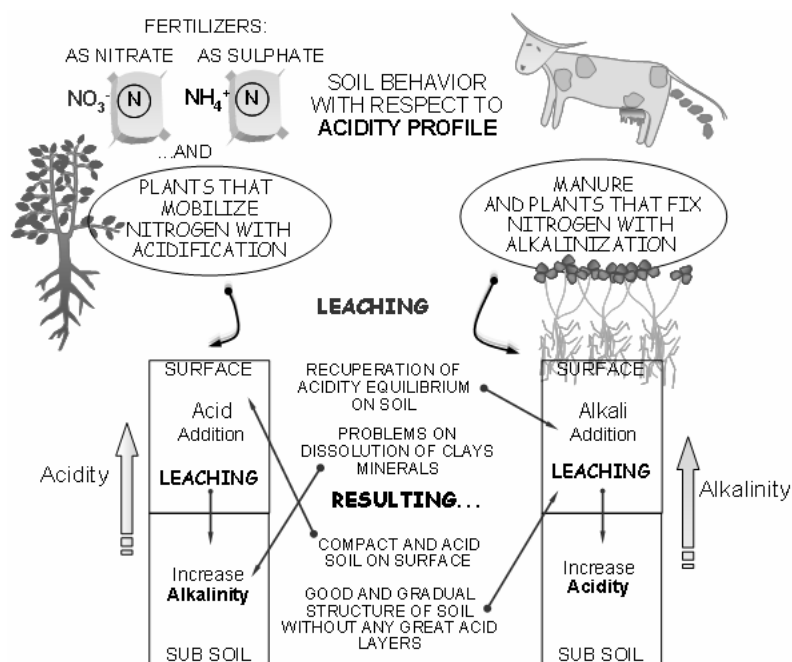 FERTILIZERS:
AS NITRATE
AS SULPHATE
NO3-
N
NH4+
N
...AND
SOIL BEHAVIOR
WITH RESPECT TO
ACIDITY PROFILE
PLANTS THAT
MOBILIZE
NITROGEN WITH
ACIDIFICATION
MANURE
AND PLANTS THAT FIX
NITROGEN WITH
ALKALINIZATION
LEACHING
SURFACE
Acid
Addition
LEACHING
Acidity
Increase
Alkalinity
SUB SOIL
RECUPERATION OF
ACIDITY EQUILIBRIUM
ON SOIL
PROBLEMS ON
DISSOLUTION OF CLAYS
MINERALS
RESULTING...
COMPACT AND ACID
SOIL ON SURFACE
GOOD AND GRADUAL
STRUCTURE OF SOIL
WITHOUT ANY GREAT ACID
LAYERS
SURFACE
Alkali
Addition
LEACHING
Alkalinity
Increase
Acidity
SUB SOIL